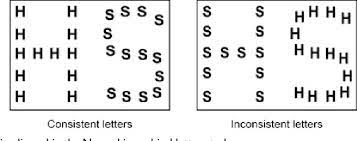 H H S S S S
H H S
H H H H S S S S
H H S
H H S S S S
S S H H H H
S S H
S S S S H H H H
S S H
S S H H H H
Consistent letters
Inconsistent letters